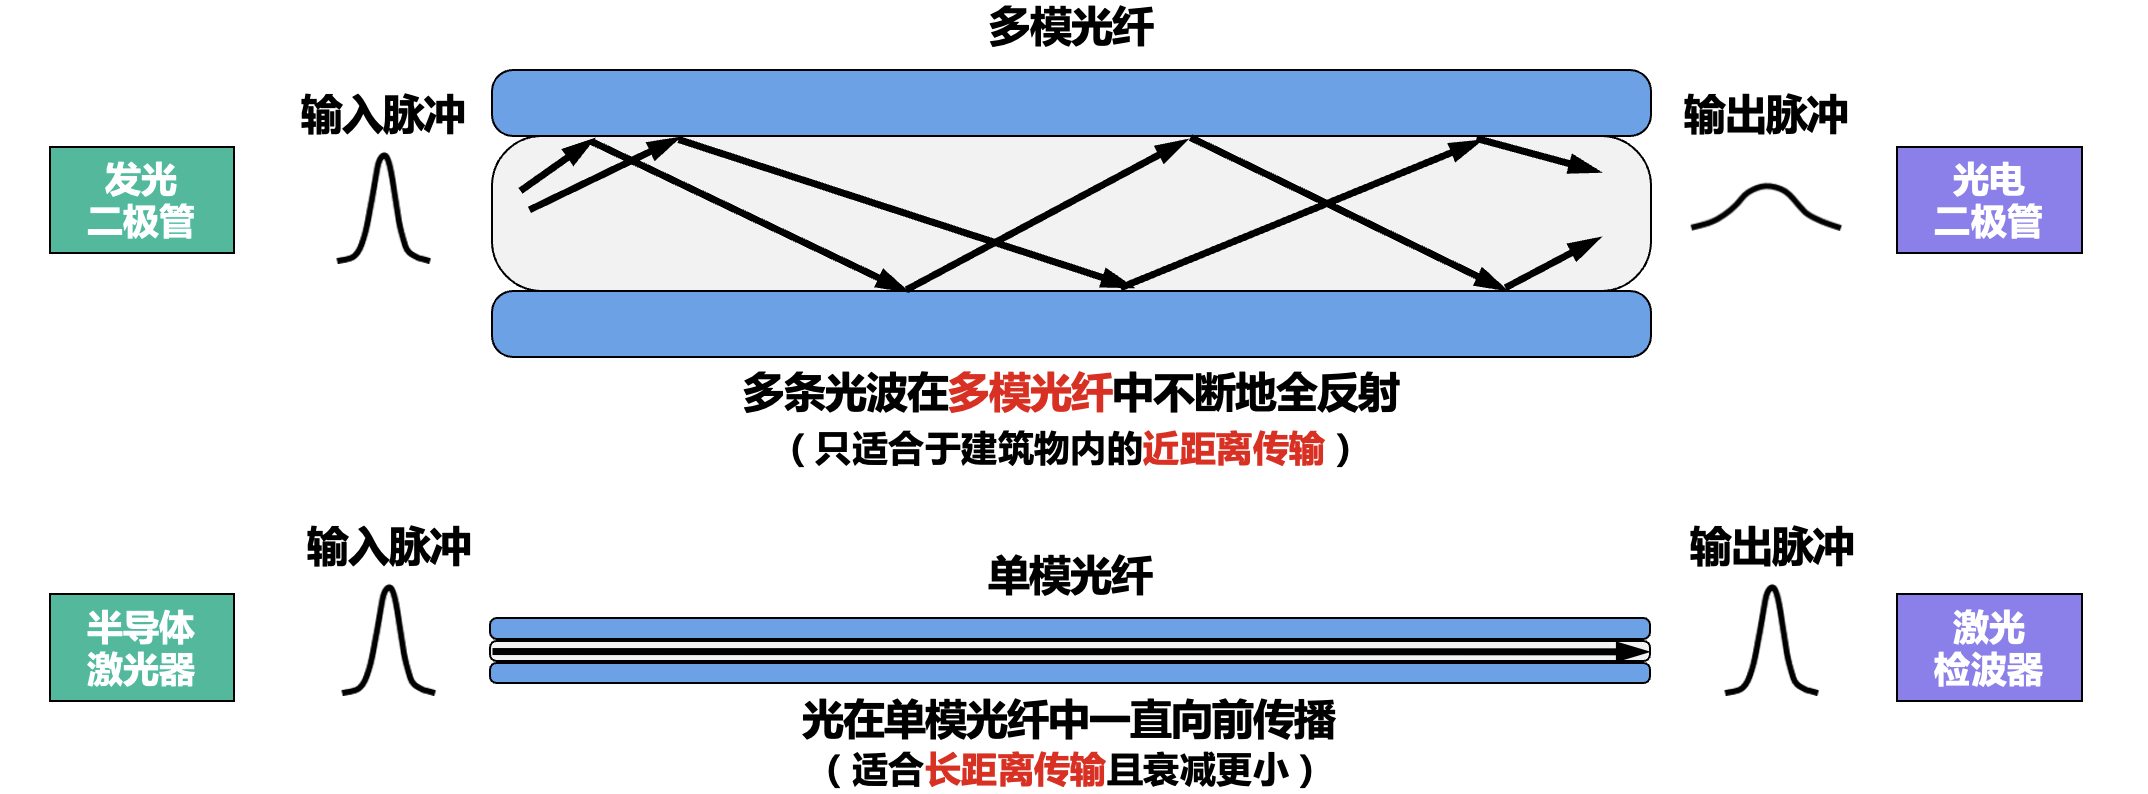 多模光纤
输入脉冲
输出脉冲
发光
二极管
光电
二极管
多条光波在多模光纤中不断地全反射
（只适合于建筑物内的近距离传输）
输入脉冲
输出脉冲
单模光纤
半导体
激光器
激光
检波器
光在单模光纤中一直向前传播
（适合长距离传输且衰减更小）